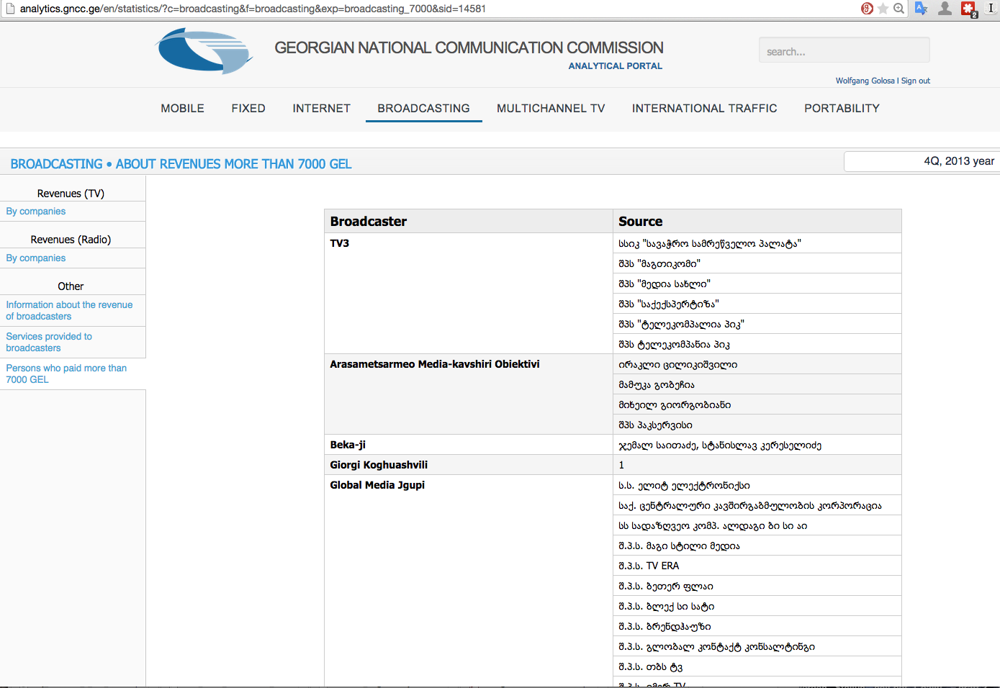 analytics.gncc.ge/en/statistics/?c=broadcasting&f=broadcasting&exp=broadcasting_7000&sid=14581
2
GEORGIAN NATIONAL COMMUNICATION COMMISSION
ANALYTICAL PORTAL
search...
Wolfgang Golosa | Sign out
MOBILE FIXED INTERNET BROADCASTING MULTICHANNEL TV INTERNATIONAL TRAFFIC PORTABILITY
BROADCASTING • ABOUT REVENUES MORE THAN 7000 GEL
4Q, 2013 year
Revenues (TV)
By companies
Revenues (Radio)
By companies
Other
Information about the revenue
of broadcasters
Services provided to
broadcasters
Persons who paid more than
7000 GEL
Broadcaster Source
TV3 სსიკ "სავაჭრო სამრეწველო პალატა"
შპს "მაგთიკომი"
შპს "მედია სახლი"
შპს "საქექსპერტიზა"
შპს "ტელეკომპალია პიკ"
შპს ტელეკომპანია პიკ
Arasametsarmeo Media-kavshiri Obiektivi ირაკლი ცილიკიშვილი
მამუკა გობეჩია
მიხეილ გიორგობიანი
შპს პაკსერვისი
Beka-ji ჯემალ საითაძე, სტანისლავ კერესელიძე
Giorgi Koghuashvili 1
Global Media Jgupi ს.ს. ელიტ ელექტრონიქსი
საქ. ცენტრალური კავშირგაბმულობის კორპორაცია
სს სადაზღვეო კომპ. ალდაგი ბი სი აი
შ.პ.ს. მაგი სტილი მედია
შ.პ.ს. TV ERA
შ.პ.ს. ბეთერ ფლაი
შ.პ.ს. ბლექ სი სატი
შ.პ.ს. ბრენდჰაუზი
შ.პ.ს. გლობალ კონტაქტ კონსალტინგი
შ.პ.ს. თბს ტვ
შ.პ.ს. იმერ TV